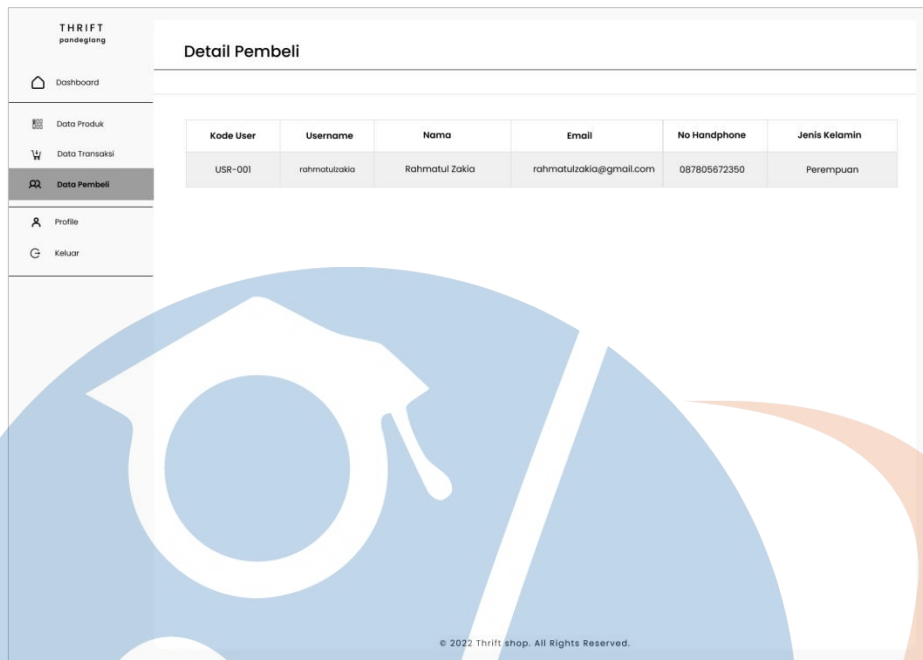 THRIFT
pandeglang
Dashboard
Data Produk
Data Transaksi
Data Pembeli
Profile
Keluar
Detail Pembeli
Kode User Username Nama Email No Handphone Jenis Kelamin
USR-001 rahmatulzakia Rahmatul Zakia rahmatulzakia@gmail.com 087805672350 Perempuan
© 2022 Thrift shop. All Rights Reserved.